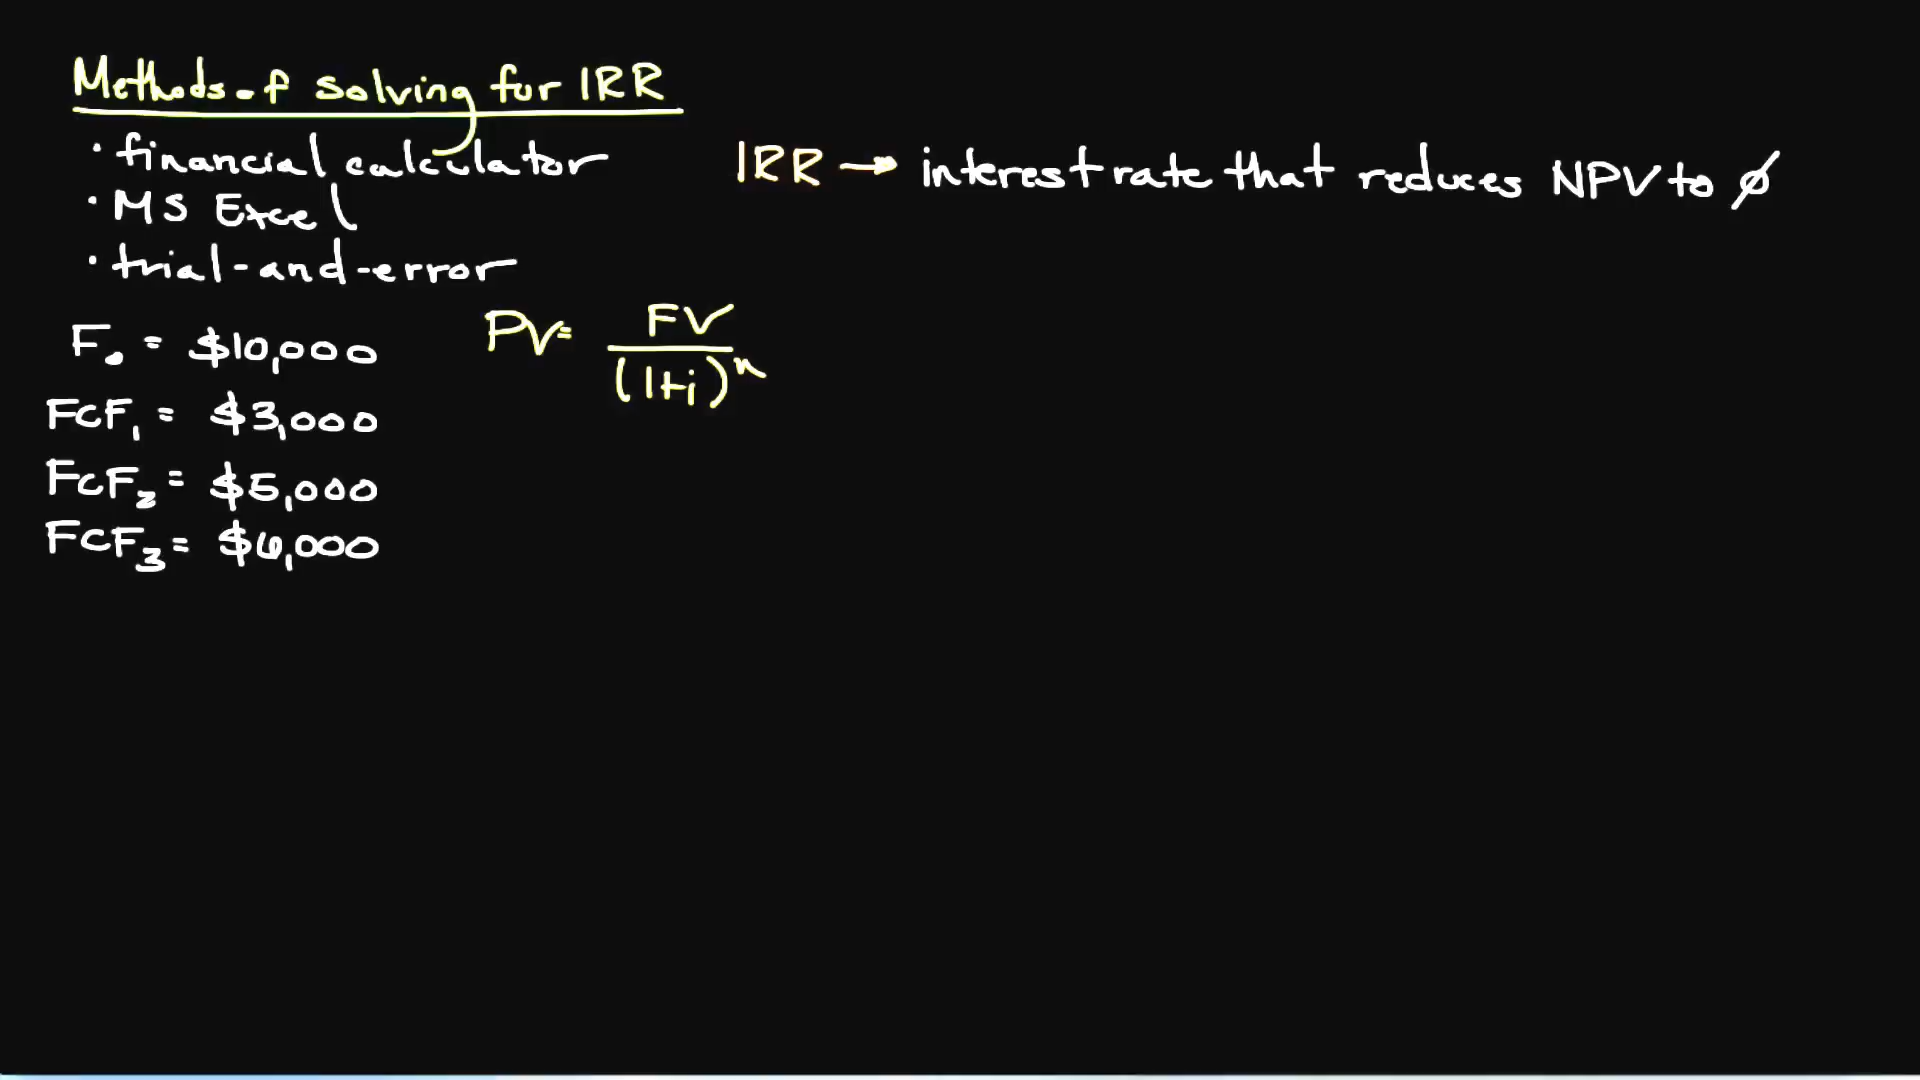 Methods of solving for IRR
· financial calculator
· MS Excel
· trial-and-error
IRR → interest rate that reduces NPV to ∅
F₀ = $10,000
FCF₁ = $3,000
FCF₂ = $5,000
FCF₃ = $6,000
PV = FV / (1+i)ⁿ